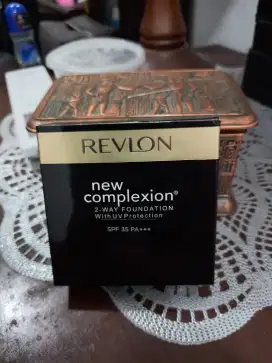 REVLON
new
complexion®
2-WAY FOUNDATION
With UV Protection
SPF 35 PA+++